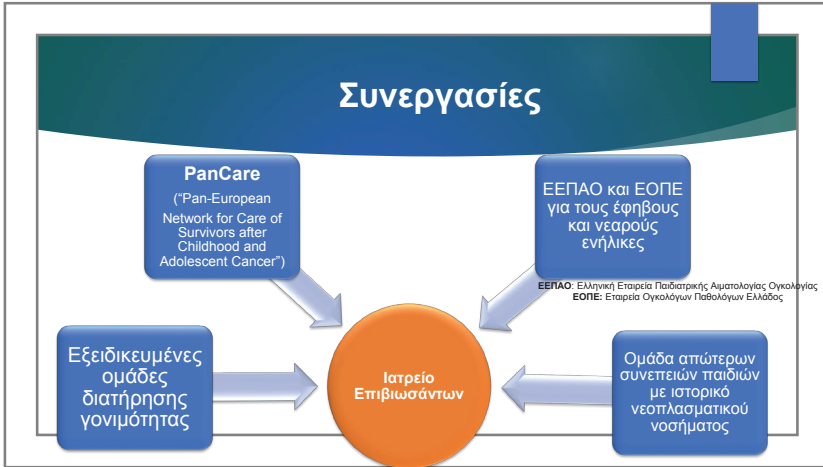 Συνεργασίες
PanCare
(“Pan-European
Network for Care of
Survivors after
Childhood and
Adolescent Cancer”)
ΕΕΠΑΟ και ΕΟΠΕ
για τους έφηβους
και νεαρούς
ενήλικες
ΕΕΠΑΟ: Ελληνική Εταιρεία Παιδιατρικής Αιματολογίας Ογκολογίας
ΕΟΠΕ: Εταιρεία Ογκολόγων Παθολόγων Ελλάδος
Εξειδικευμένες
ομάδες
διατήρησης
γονιμότητας
Ιατρείο
Επιβιωσάντων
Ομάδα απώτερων
συνεπειών παιδιών
με ιστορικό
νεοπλασματικού
νοσήματος